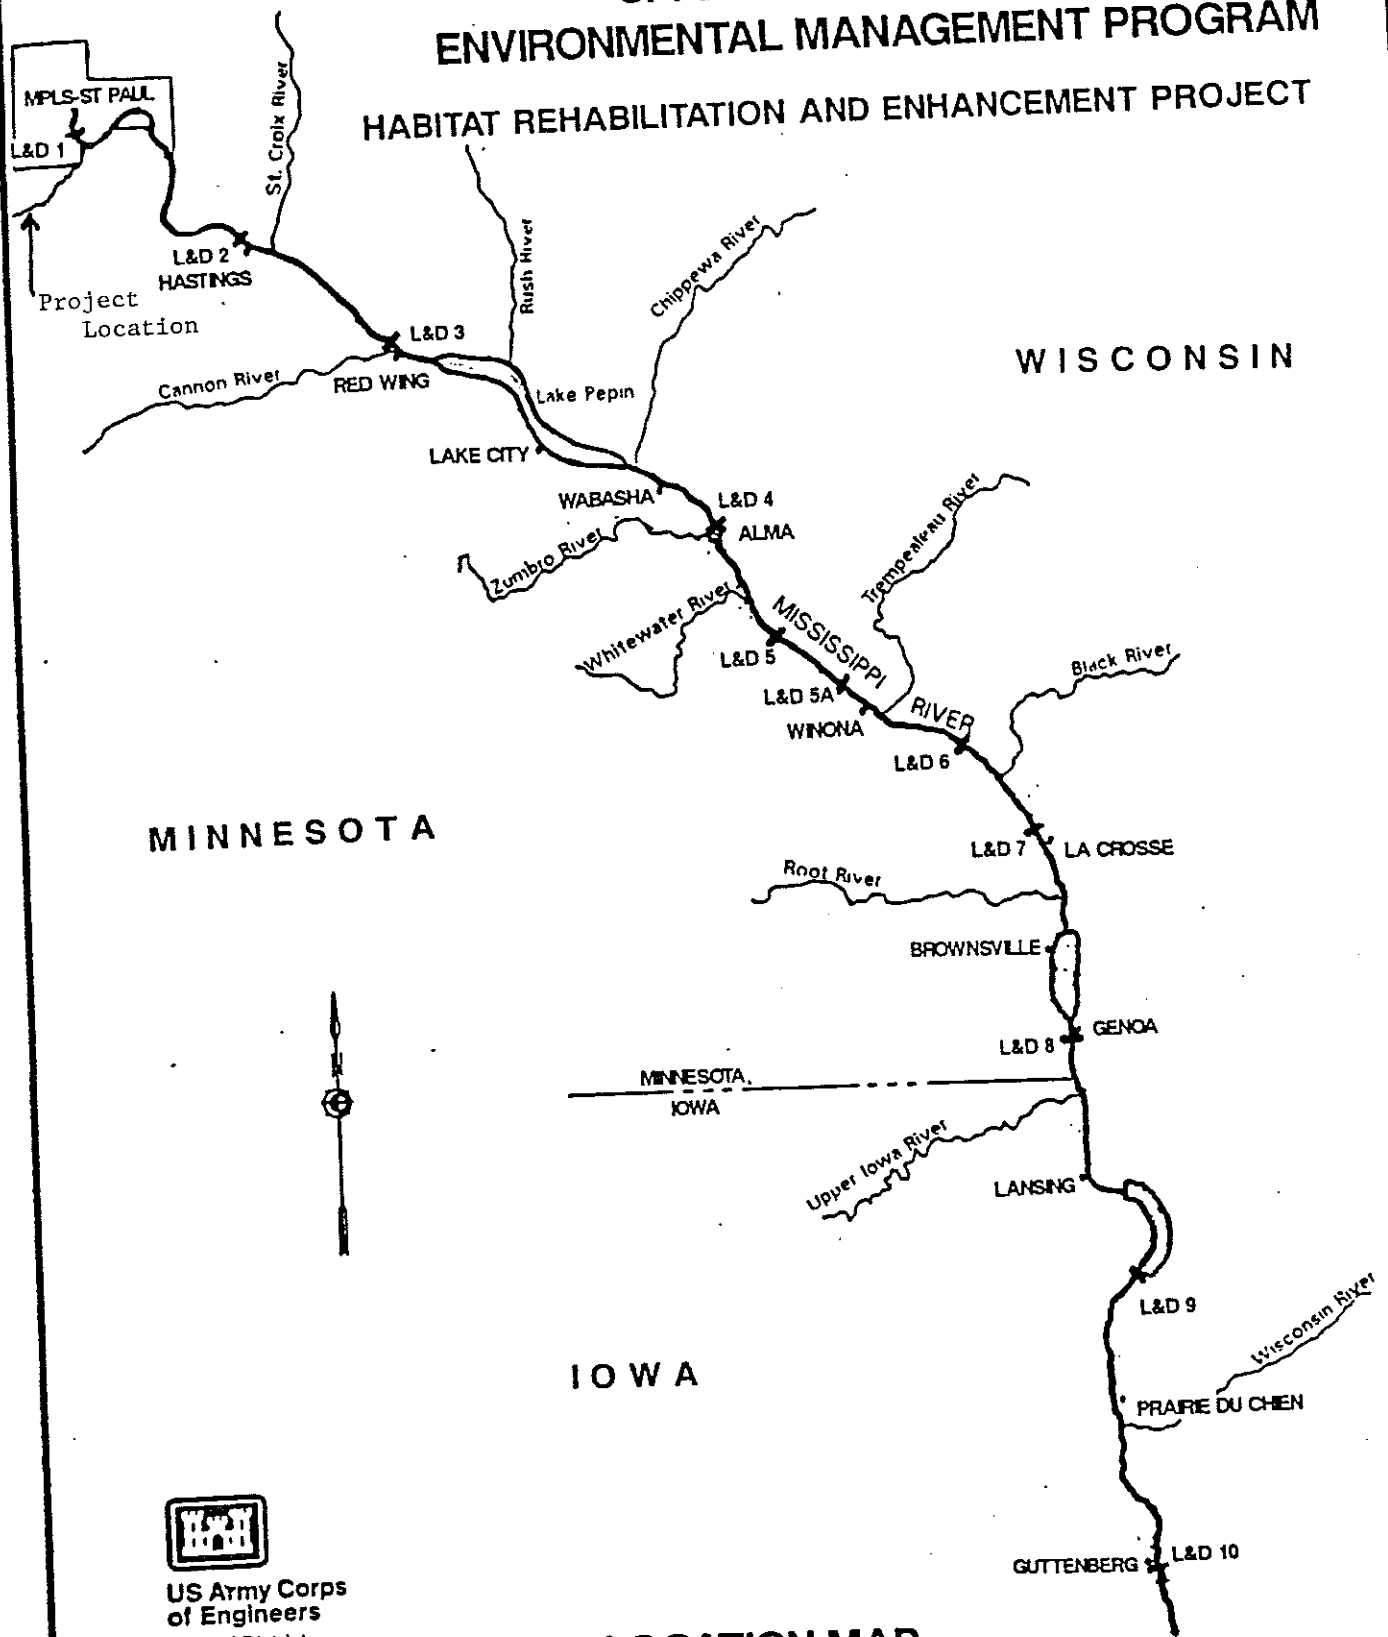 ENVIRONMENTAL MANAGEMENT PROGRAM
HABITAT REHABILITATION AND ENHANCEMENT PROJECT
MPLS-ST PAUL
L&D 1
St. Croix River
Rush River
Chippewa River
L&D 2
HASTINGS
Project
Location
L&D 3
WISCONSIN
Cannon River
RED WING
Lake Pepin
LAKE CITY
WABASHA
L&D 4
ALMA
Zumbro River
Trempealeau River
Whitewater River
MISSISSIPPI
RIVER
L&D 5
L&D 5A
WINONA
Black River
L&D 6
MINNESOTA
L&D 7
LA CROSSE
Root River
BROWNSVILLE
GENOA
L&D 8
N
MINNESOTA
IOWA
Upper Iowa River
LANSING
L&D 9
Wisconsin River
IOWA
PRAIRIE DU CHIEN
L&D 10
GUTTENBERG
US Army Corps
of Engineers
LOCATION MAP